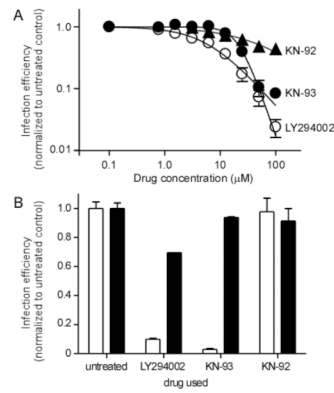 A
Infection efficiency
(normalized to untreated control)
1.0
0.1
0.01
KN-92
KN-93
LY294002
0.1
1.0
10
100
Drug concentration (μM)
B
Infection efficiency
(normalized to untreated control)
1.0
0.8
0.6
0.4
0.2
0
untreated
LY294002
KN-93
KN-92
drug used